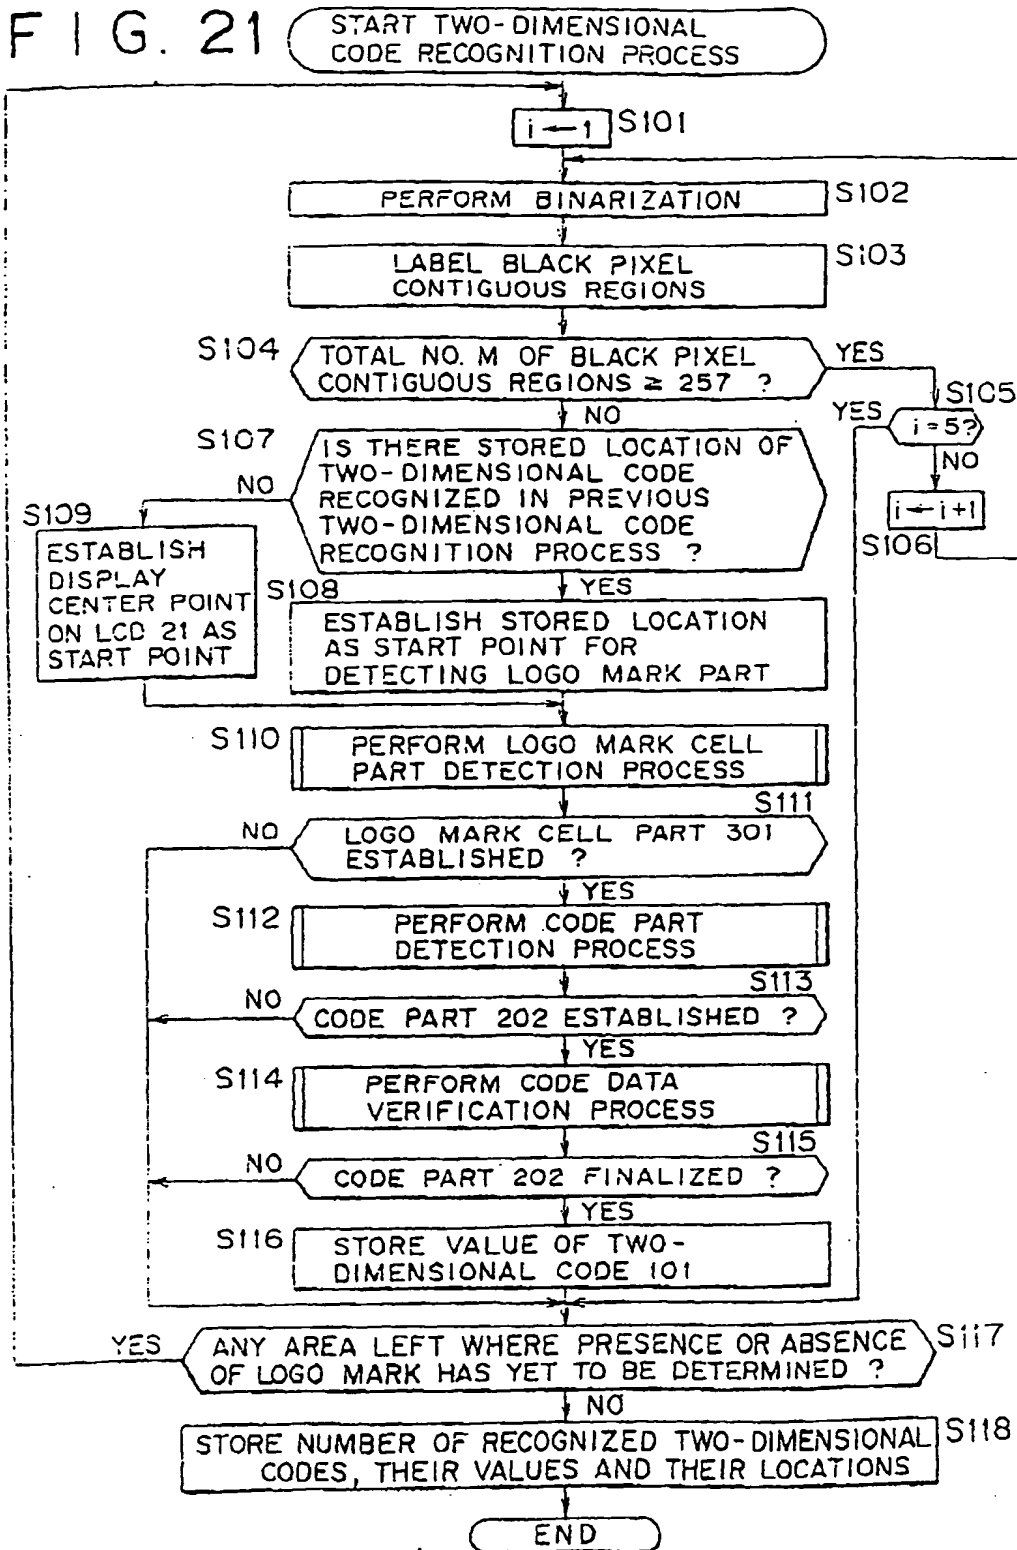 FIG. 21
START TWO-DIMENSIONAL
CODE RECOGNITION PROCESS
i ← 1
S101
PERFORM BINARIZATION
S102
LABEL BLACK PIXEL
CONTIGUOUS REGIONS
S103
S104
TOTAL NO. M OF BLACK PIXEL
CONTIGUOUS REGIONS ≥ 257 ?
YES
S105
YES
i = 5?
NO
i ← i+1
S106
NO
S107
IS THERE STORED LOCATION OF
TWO-DIMENSIONAL CODE
RECOGNIZED IN PREVIOUS
TWO-DIMENSIONAL CODE
RECOGNITION PROCESS ?
NO
S109
ESTABLISH
DISPLAY
CENTER POINT
ON LCD 21 AS
START POINT
YES
S108
ESTABLISH STORED LOCATION
AS START POINT FOR
DETECTING LOGO MARK PART
S110
PERFORM LOGO MARK CELL
PART DETECTION PROCESS
S111
NO
LOGO MARK CELL PART 301
ESTABLISHED ?
YES
S112
PERFORM CODE PART
DETECTION PROCESS
S113
NO
CODE PART 202 ESTABLISHED ?
YES
S114
PERFORM CODE DATA
VERIFICATION PROCESS
S115
NO
CODE PART 202 FINALIZED ?
YES
S116
STORE VALUE OF TWO-
DIMENSIONAL CODE 101
YES
ANY AREA LEFT WHERE PRESENCE OR ABSENCE
OF LOGO MARK HAS YET TO BE DETERMINED ?
S117
NO
STORE NUMBER OF RECOGNIZED TWO-DIMENSIONAL
CODES, THEIR VALUES AND THEIR LOCATIONS
S118
END